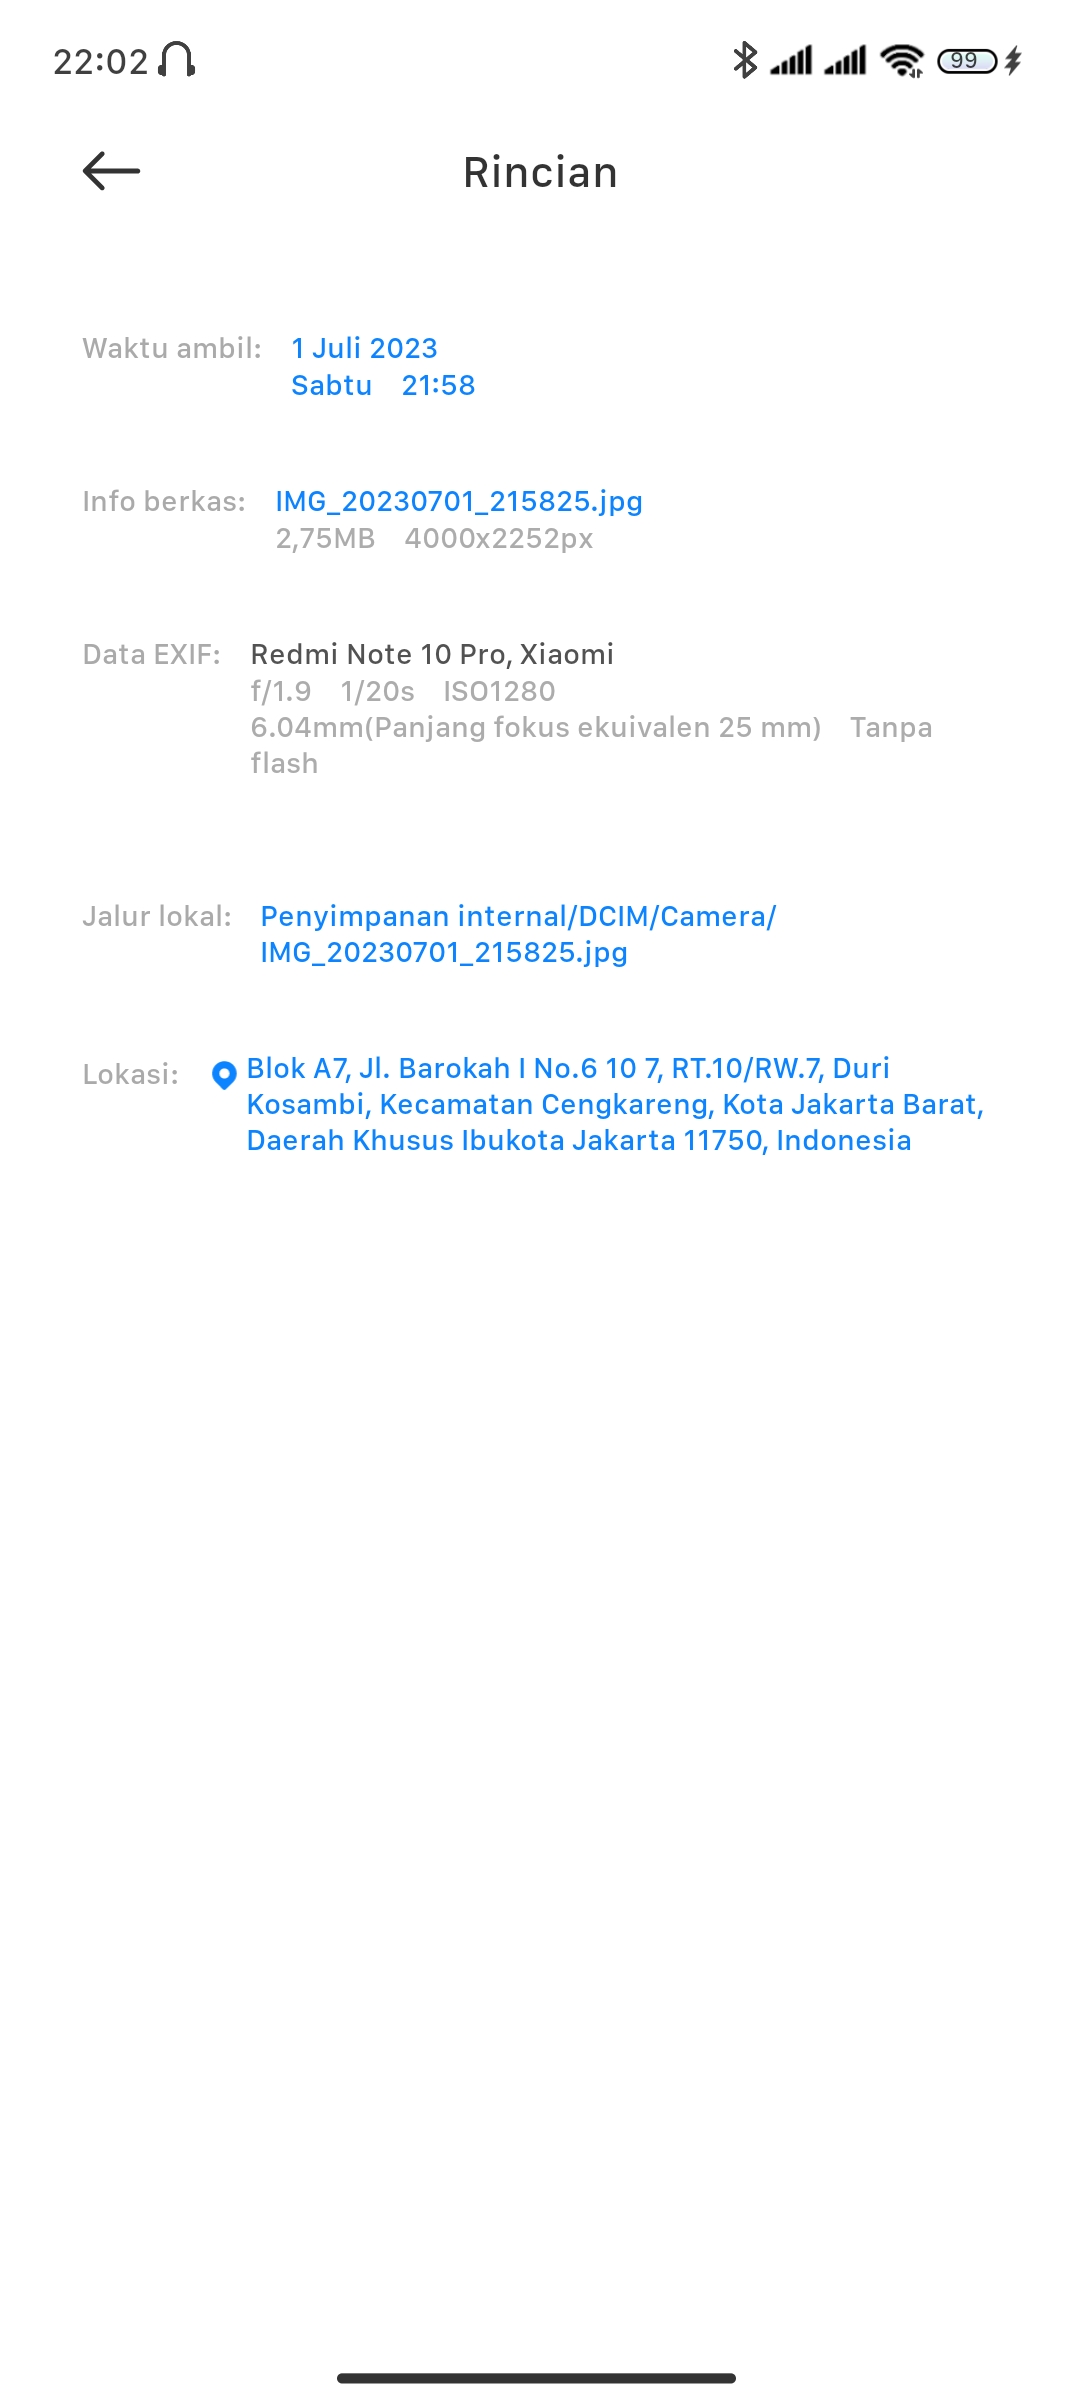 22:02
99
Rincian
Waktu ambil: 1 Juli 2023
Sabtu 21:58
Info berkas: IMG_20230701_215825.jpg
2,75MB 4000x2252px
Data EXIF: Redmi Note 10 Pro, Xiaomi
f/1.9 1/20s ISO1280
6.04mm(Panjang fokus ekuivalen 25 mm) Tanpa
flash
Jalur lokal: Penyimpanan internal/DCIM/Camera/
IMG_20230701_215825.jpg
Lokasi: Blok A7, Jl. Barokah I No.6 10 7, RT.10/RW.7, Duri
Kosambi, Kecamatan Cengkareng, Kota Jakarta Barat,
Daerah Khusus Ibukota Jakarta 11750, Indonesia